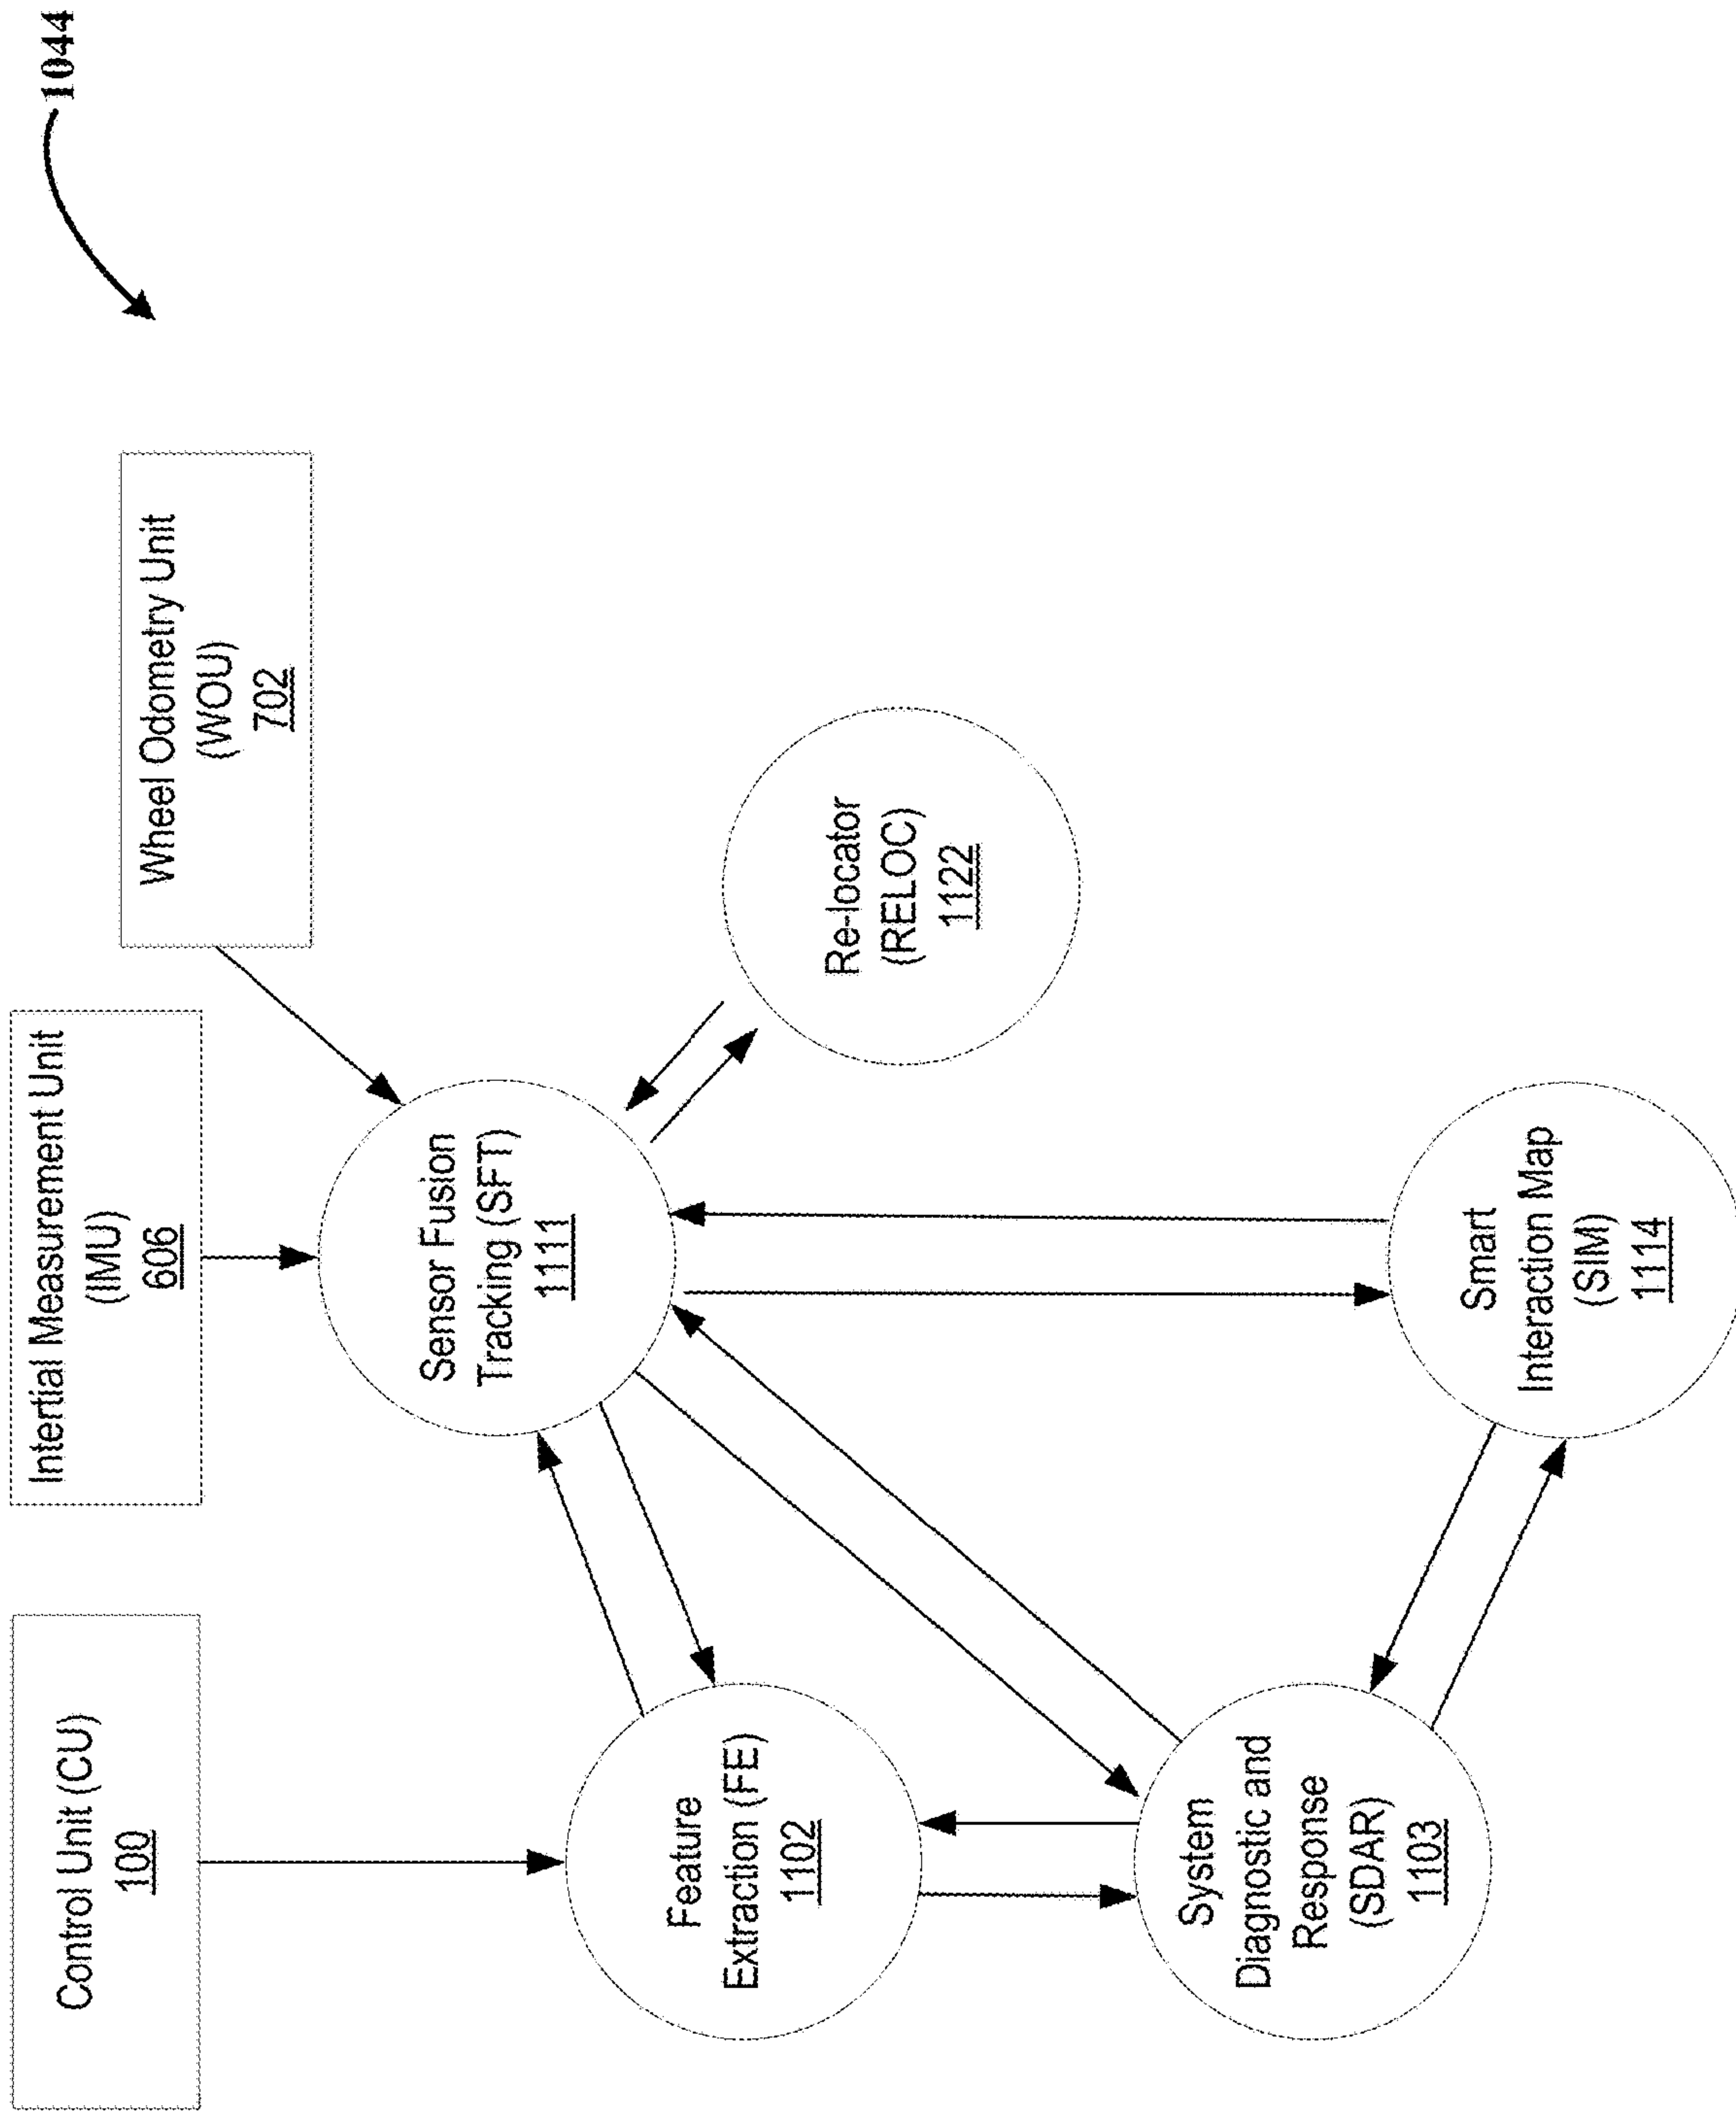 1044
Control Unit (CU)
100
Intertial Measurement Unit
(IMU)
606
Wheel Odometry Unit
(WOU)
702
Sensor Fusion
Tracking (SFT)
1111
Feature
Extraction (FE)
1102
Re-locator
(RELOC)
1122
System
Diagnostic and
Response
(SDAR)
1103
Smart
Interaction Map
(SIM)
1114